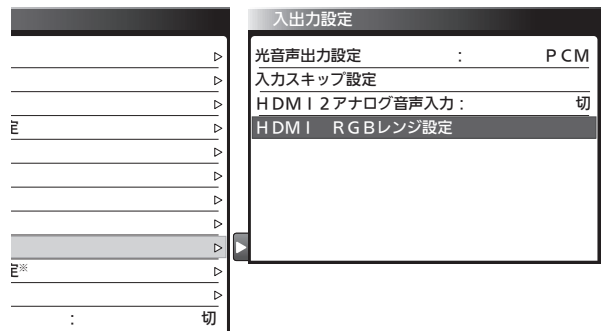 入出力設定
光音声出力設定 : PCM
入力スキップ設定
HDMI2アナログ音声入力 : 切
HDMI RGBレンジ設定
定
定※
: 切